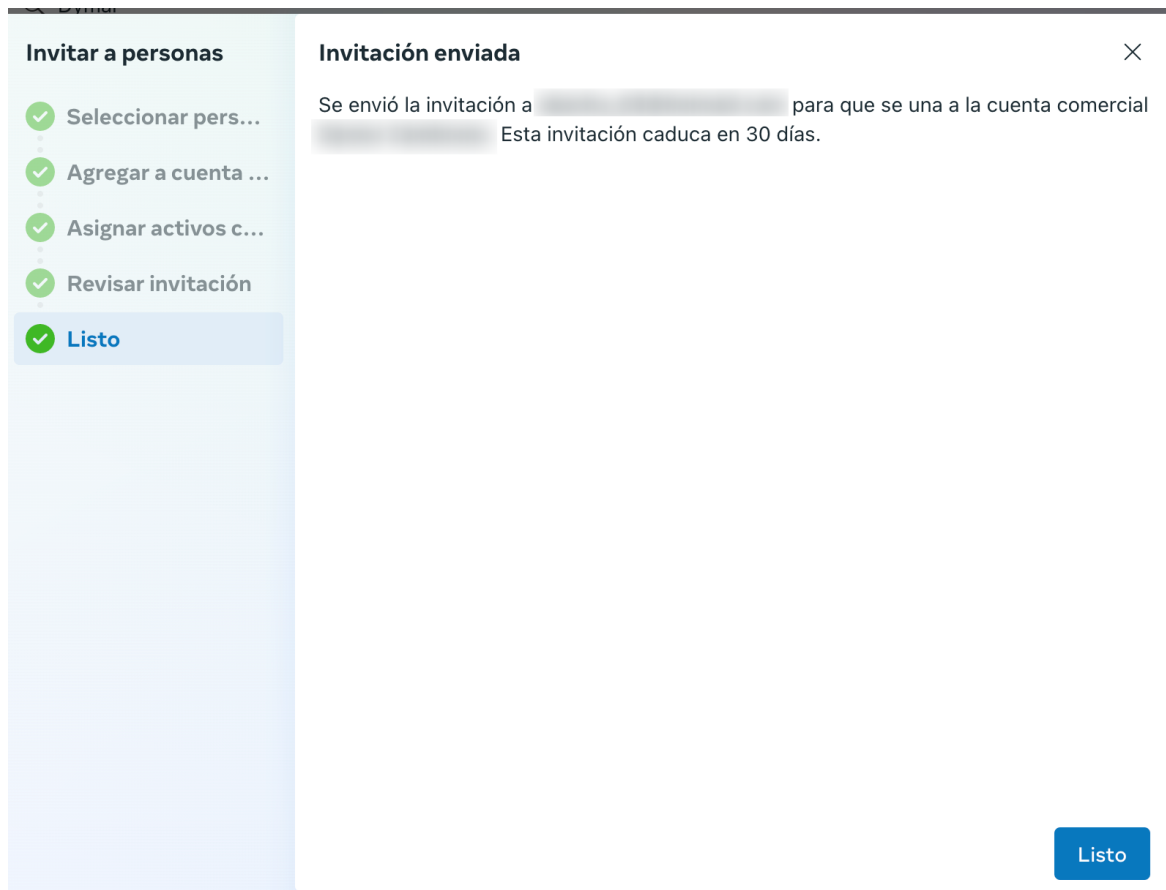 Invitar a personas
Seleccionar pers...
Agregar a cuenta ...
Asignar activos c...
Revisar invitación
Listo
Invitación enviada
Se envió la invitación a para que se una a la cuenta comercial
Esta invitación caduca en 30 días.
Listo